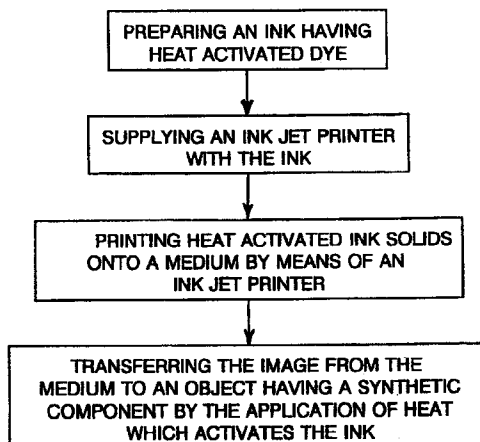 PREPARING AN INK HAVING
HEAT ACTIVATED DYE
SUPPLYING AN INK JET PRINTER
WITH THE INK
PRINTING HEAT ACTIVATED INK SOLIDS
ONTO A MEDIUM BY MEANS OF AN
INK JET PRINTER
TRANSFERRING THE IMAGE FROM THE
MEDIUM TO AN OBJECT HAVING A SYNTHETIC
COMPONENT BY THE APPLICATION OF HEAT
WHICH ACTIVATES THE INK